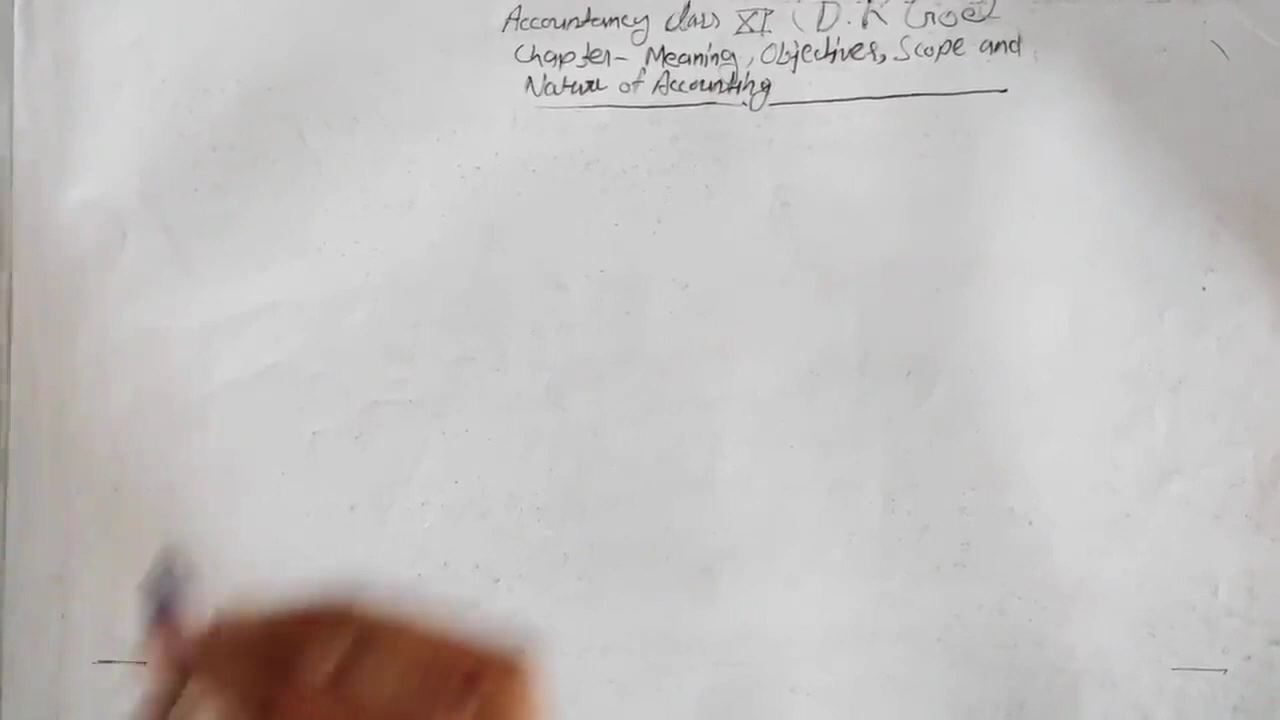 Accountancy class XI (D.K Goel
Chapter- Meaning, Objectives, Scope and
Nature of Accounting